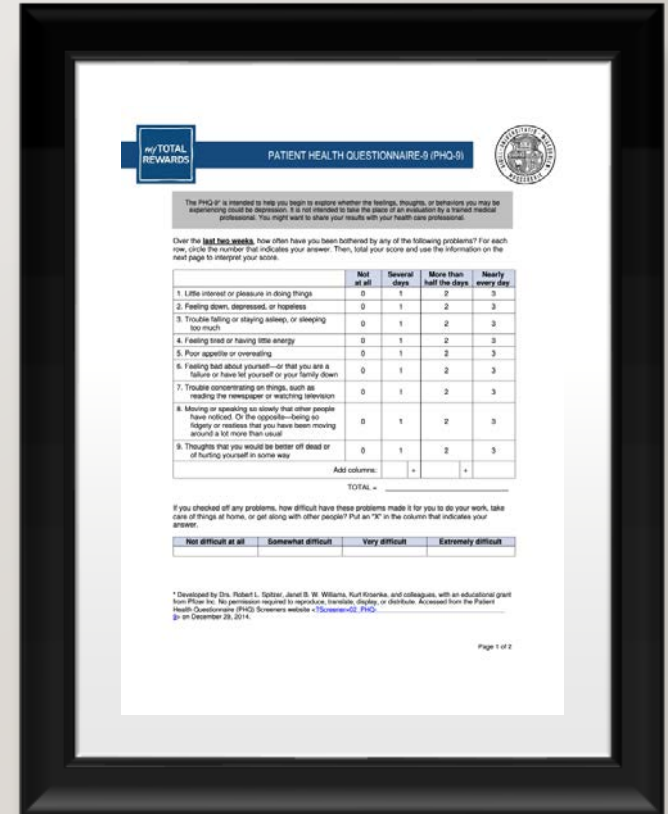 my TOTAL
REWARDS
PATIENT HEALTH QUESTIONNAIRE-9 (PHQ-9)
The PHQ-9* is intended to help you begin to explore whether the feelings, thoughts, or behaviors you may be
experiencing could be depression. It is not intended to take the place of an evaluation by a trained medical
professional. You might want to share your results with your health care professional.
Over the last two weeks, how often have you been bothered by any of the following problems? For each
row, circle the number that indicates your answer. Then, total your score and use the information on the
next page to interpret your score.
Not at all Several days More than half the days Nearly every day
1. Little interest or pleasure in doing things 0 1 2 3
2. Feeling down, depressed, or hopeless 0 1 2 3
3. Trouble falling or staying asleep, or sleeping
too much 0 1 2 3
4. Feeling tired or having little energy 0 1 2 3
5. Poor appetite or overeating 0 1 2 3
6. Feeling bad about yourself—or that you are a
failure or have let yourself or your family down 0 1 2 3
7. Trouble concentrating on things, such as
reading the newspaper or watching television 0 1 2 3
8. Moving or speaking so slowly that other people
have noticed. Or the opposite—being so
fidgety or restless that you have been moving
around a lot more than usual 0 1 2 3
9. Thoughts that you would be better off dead or
of hurting yourself in some way 0 1 2 3
Add columns: + +
TOTAL =
If you checked off any problems, how difficult have these problems made it for you to do your work, take
care of things at home, or get along with other people? Put an "X" in the column that indicates your
answer.
Not difficult at all Somewhat difficult Very difficult Extremely difficult
* Developed by Drs. Robert L. Spitzer, Janet B. W. Williams, Kurt Kroenke, and colleagues, with an educational grant
from Pfizer Inc. No permission required to reproduce, translate, display, or distribute. Accessed from the Patient
Health Questionnaire (PHQ) Screeners website <?Screener=02_PHQ-
9> on December 29, 2014.
Page 1 of 2